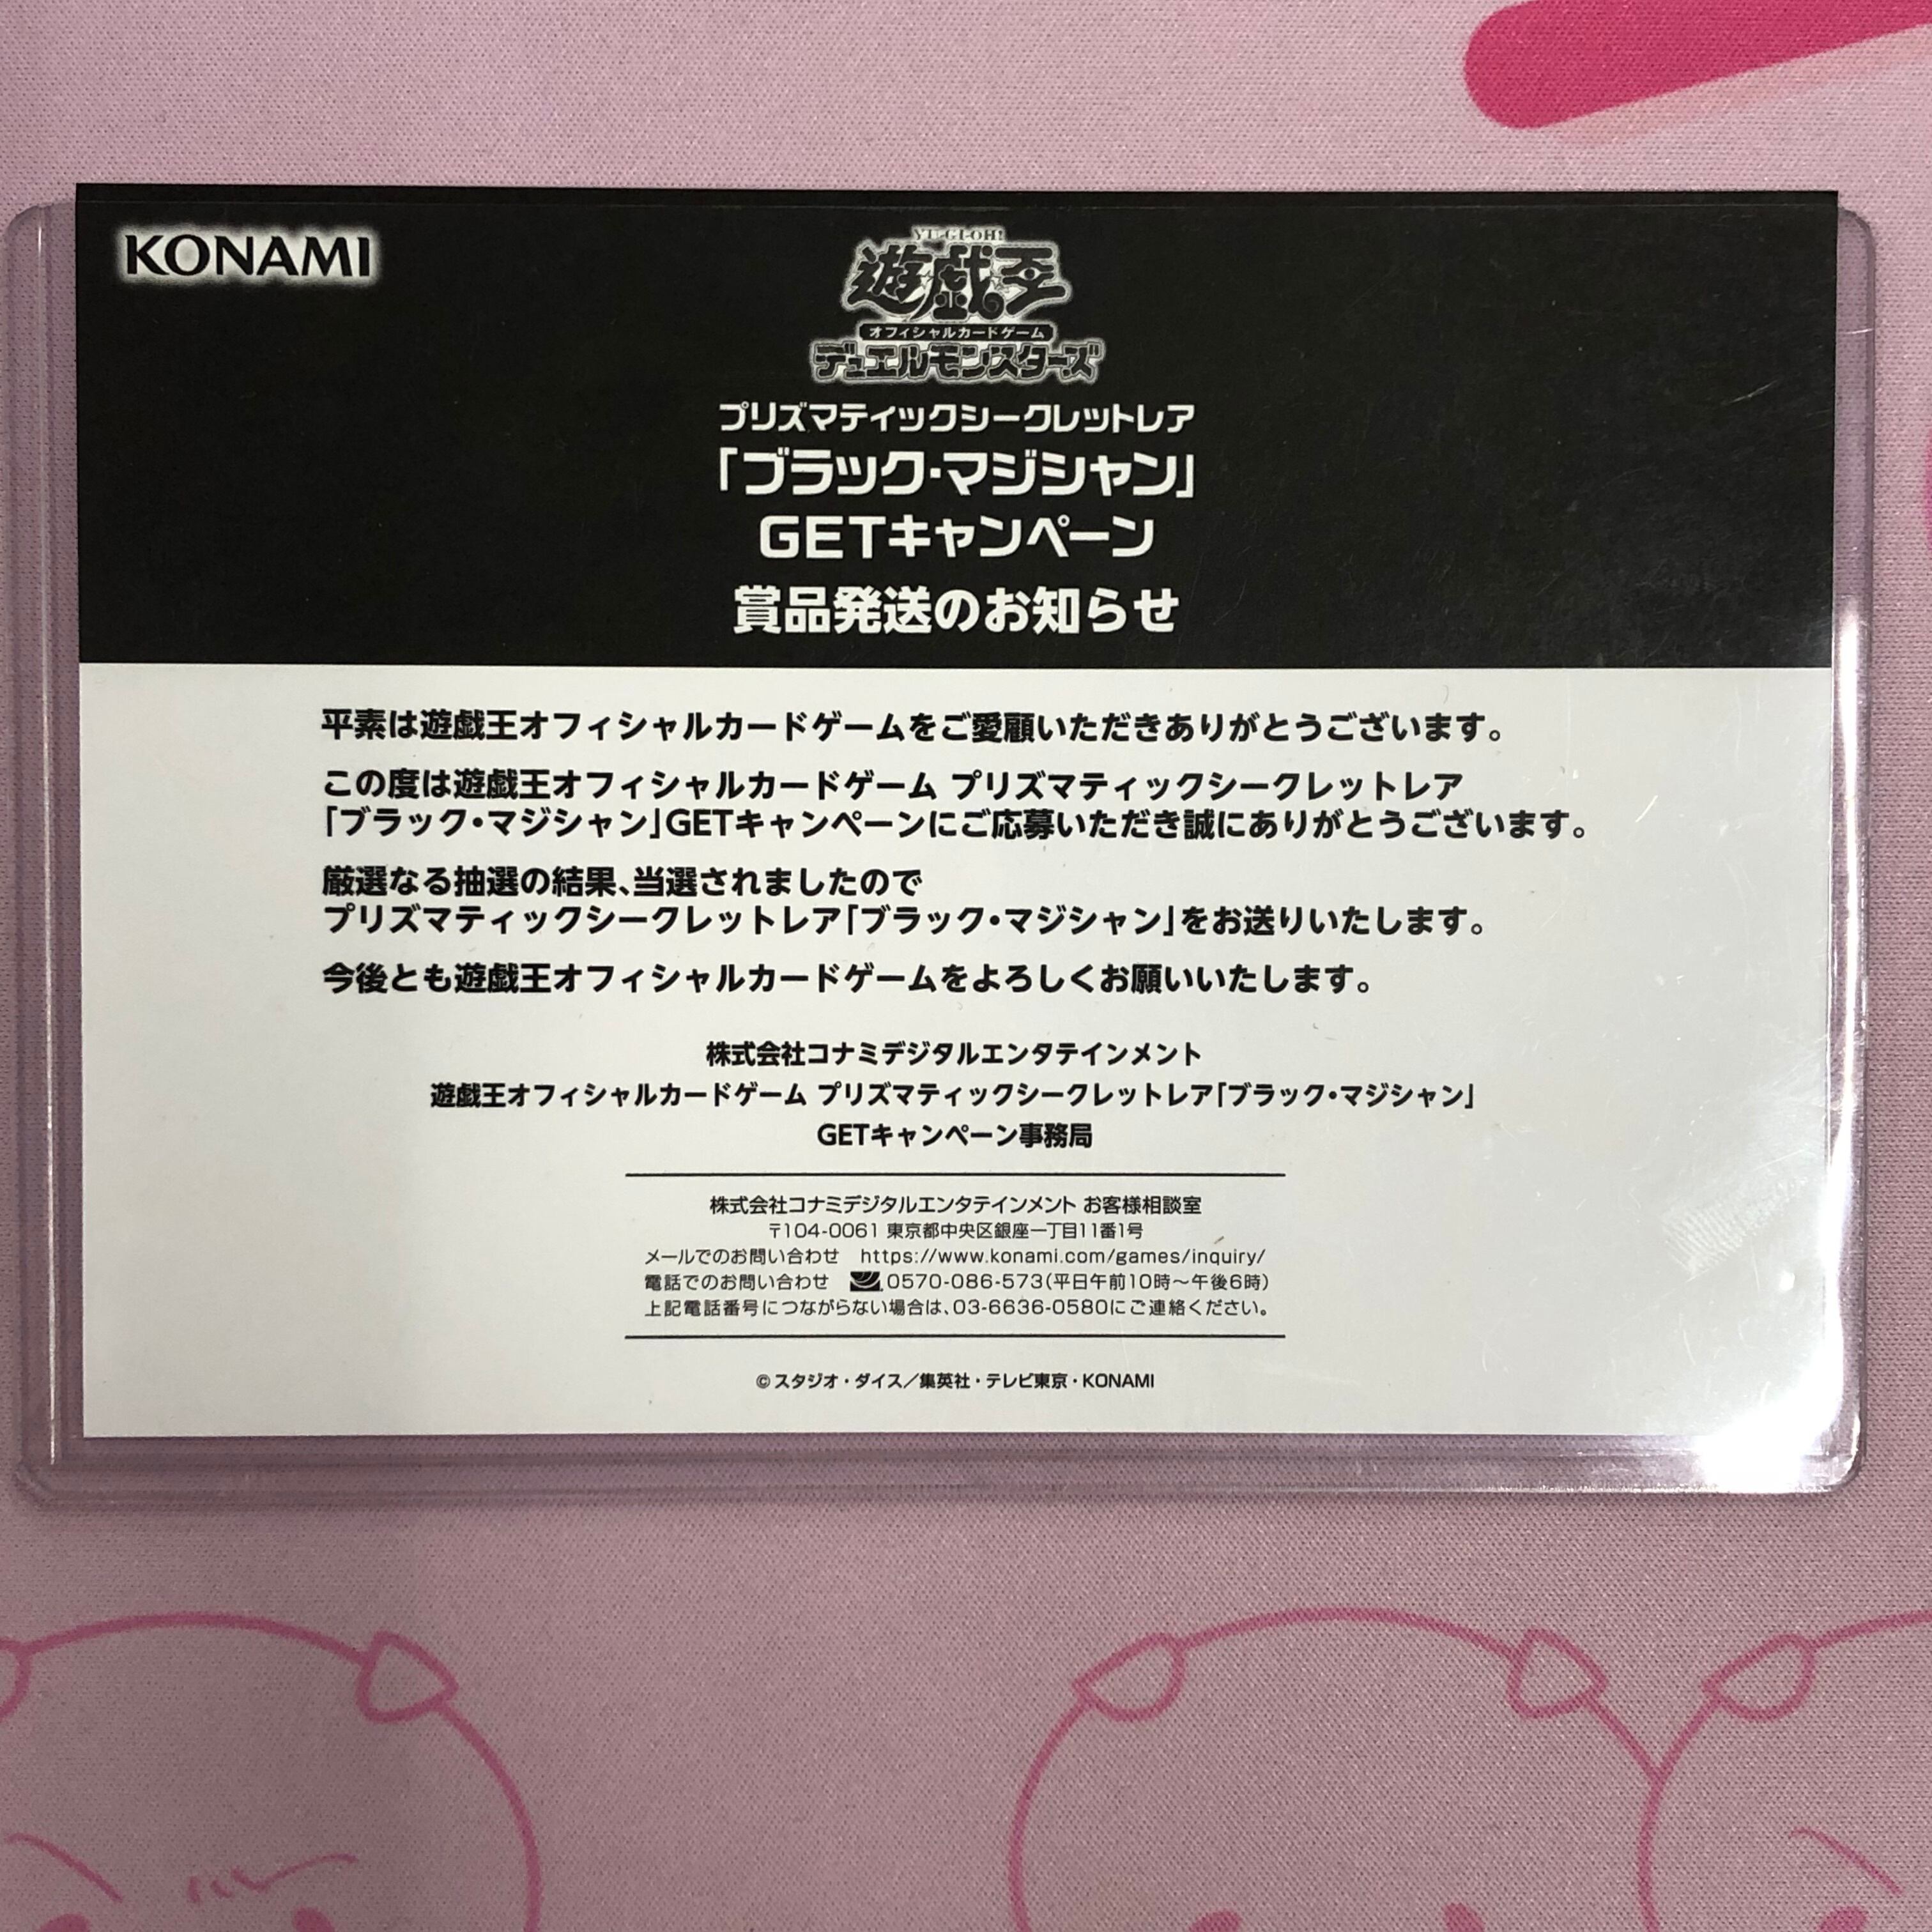 KONAMI
YU-GI-OH!
遊戯王
オフィシャルカードゲーム
デュエルモンスターズ
プリズマティックシークレットレア
「ブラック・マジシャン」
GETキャンペーン
賞品発送のお知らせ
平素は遊戯王オフィシャルカードゲームをご愛顧いただきありがとうございます。
この度は遊戯王オフィシャルカードゲーム プリズマティックシークレットレア
「ブラック・マジシャン」GETキャンペーンにご応募いただき誠にありがとうございます。
厳選なる抽選の結果、当選されましたので
プリズマティックシークレットレア「ブラック・マジシャン」をお送りいたします。
今後とも遊戯王オフィシャルカードゲームをよろしくお願いいたします。
株式会社コナミデジタルエンタテインメント
遊戯王オフィシャルカードゲーム プリズマティックシークレットレア「ブラック・マジシャン」
GETキャンペーン事務局
株式会社コナミデジタルエンタテインメント お客様相談室
〒104-0061 東京都中央区銀座一丁目11番1号
メールでのお問い合わせ https://www.konami.com/games/inquiry/
電話でのお問い合わせ 0570-086-573(平日午前10時～午後6時)
上記電話番号につながらない場合は、03-6636-0580にご連絡ください。
©スタジオ・ダイス／集英社・テレビ東京・KONAMI